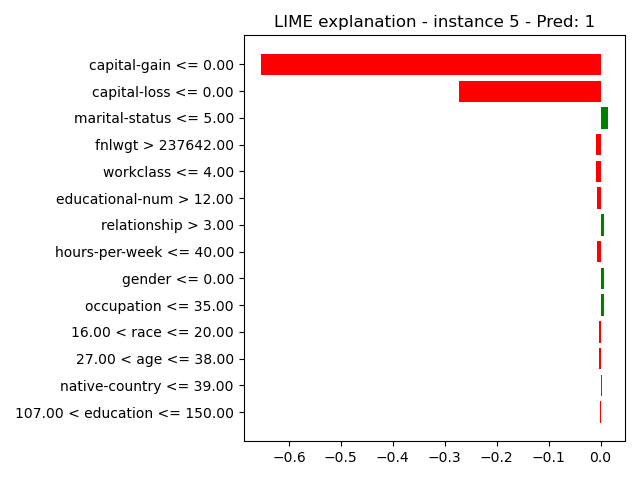 LIME explanation - instance 5 - Pred: 1
capital-gain <= 0.00
capital-loss <= 0.00
marital-status <= 5.00
fnlwgt > 237642.00
workclass <= 4.00
educational-num > 12.00
relationship > 3.00
hours-per-week <= 40.00
gender <= 0.00
occupation <= 35.00
16.00 < race <= 20.00
27.00 < age <= 38.00
native-country <= 39.00
107.00 < education <= 150.00
−0.6 −0.5 −0.4 −0.3 −0.2 −0.1 0.0